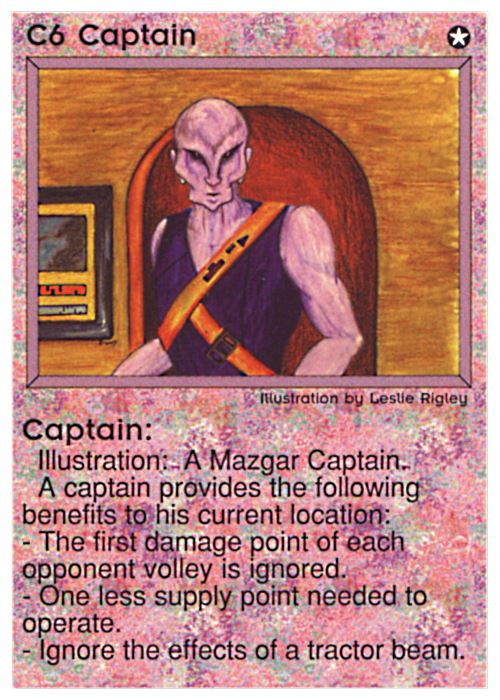 C6 Captain
Illustration by Leslie Rigley
Captain:
Illustration: A Mazgar Captain.
A captain provides the following
benefits to his current location:
- The first damage point of each
opponent volley is ignored.
- One less supply point needed to
operate.
- Ignore the effects of a tractor beam.